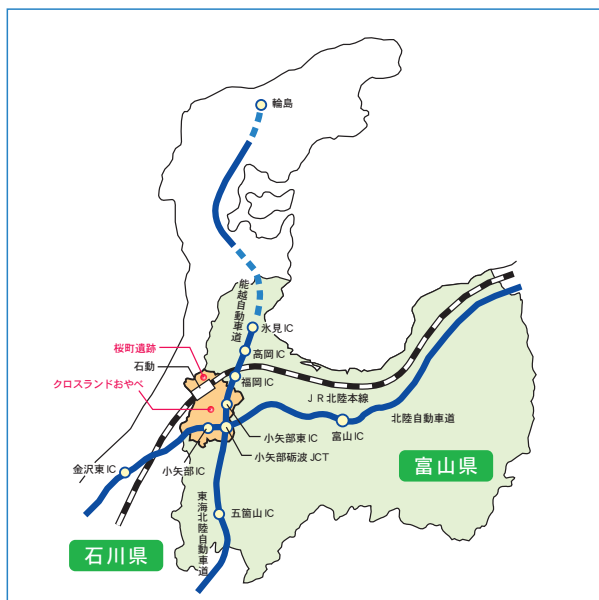 輪島
能越自動車道
氷見IC
高岡IC
桜町遺跡
石動
福岡IC
クロスランドおやべ
JR北陸本線
北陸自動車道
小矢部東IC
富山IC
小矢部砺波JCT
小矢部IC
金沢東IC
富山県
東海北陸自動車道
五箇山IC
石川県